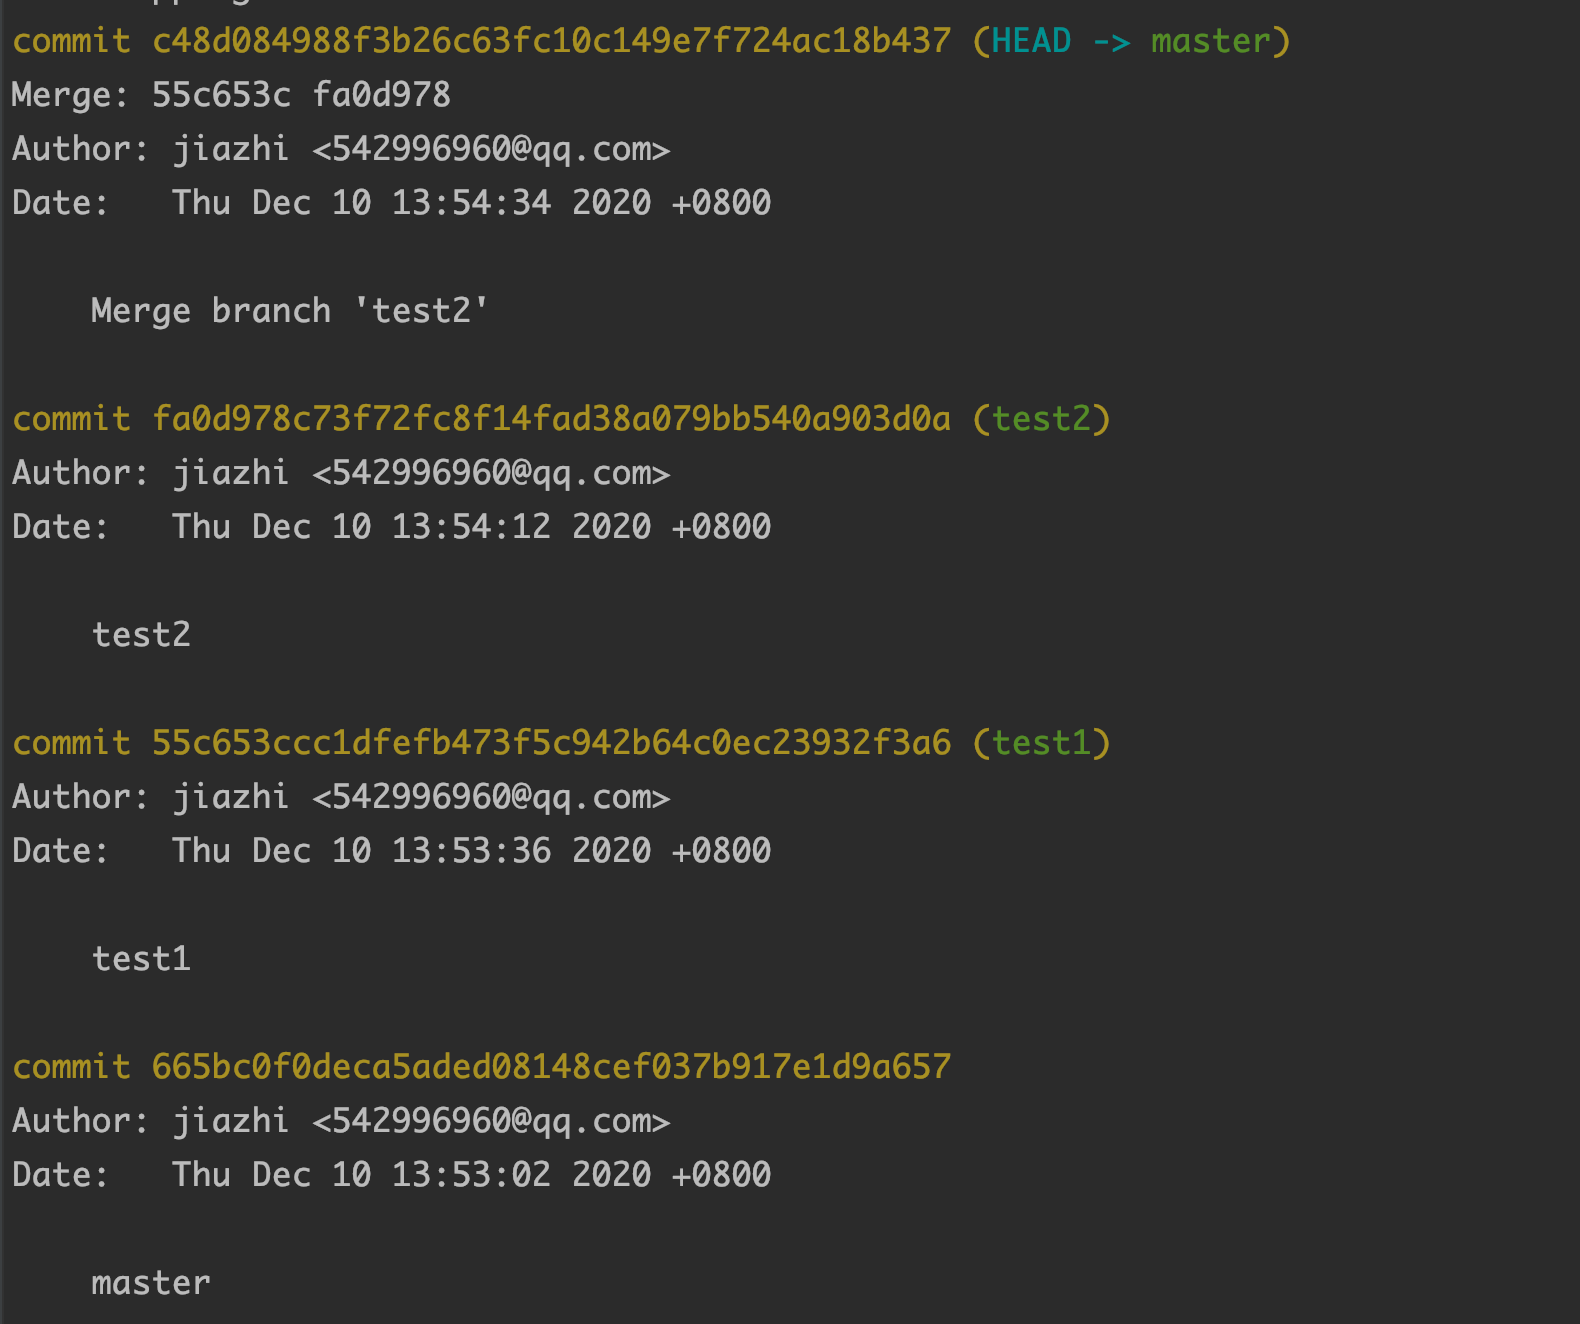 commit c48d084988f3b26c63fc10c149e7f724ac18b437 (HEAD -> master)
Merge: 55c653c fa0d978
Author: jiazhi <542996960@qq.com>
Date:   Thu Dec 10 13:54:34 2020 +0800
Merge branch 'test2'
commit fa0d978c73f72fc8f14fad38a079bb540a903d0a (test2)
Author: jiazhi <542996960@qq.com>
Date:   Thu Dec 10 13:54:12 2020 +0800
test2
commit 55c653ccc1dfefb473f5c942b64c0ec23932f3a6 (test1)
Author: jiazhi <542996960@qq.com>
Date:   Thu Dec 10 13:53:36 2020 +0800
test1
commit 665bc0f0deca5aded08148cef037b917e1d9a657
Author: jiazhi <542996960@qq.com>
Date:   Thu Dec 10 13:53:02 2020 +0800
master